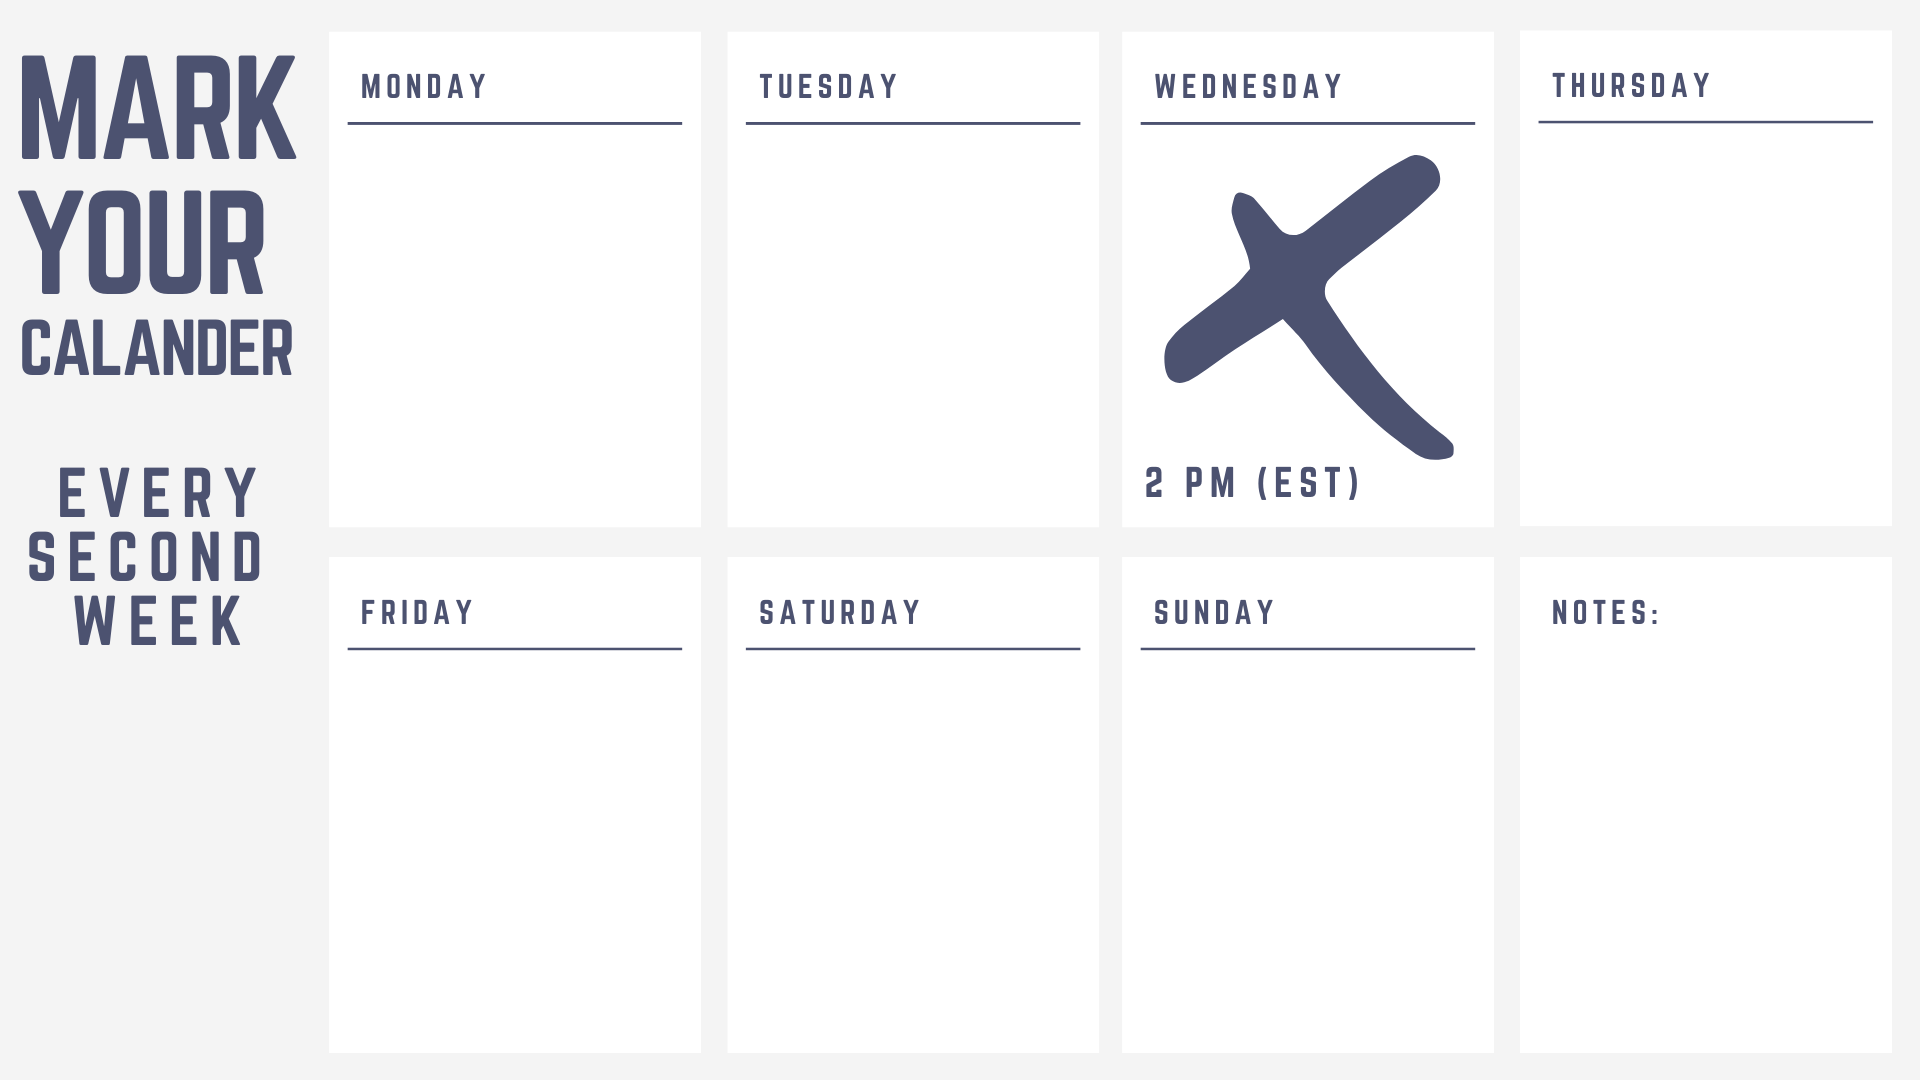 MARK
YOUR
CALANDER
EVERY
SECOND
WEEK
MONDAY
TUESDAY
WEDNESDAY
2 PM (EST)
THURSDAY
FRIDAY
SATURDAY
SUNDAY
NOTES: